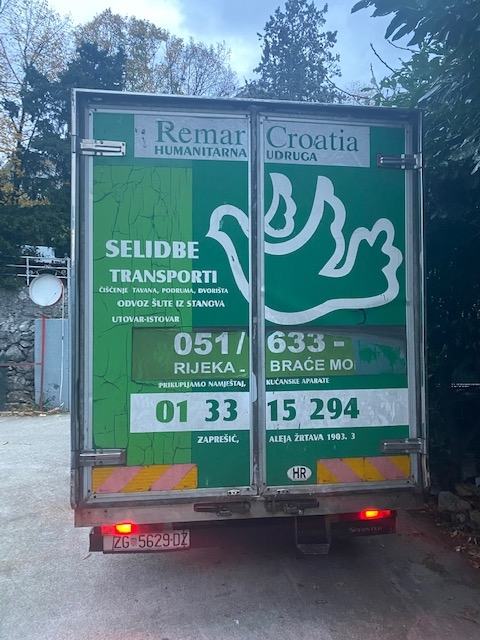 Remar Croatia
HUMANITARNA UDRUGA
SELIDBE
TRANSPORTI
ČIŠĆENJE TAVANA, PODRUMA, DVORIŠTA
ODVOZ ŠUTE IZ STANOVA
UTOVAR-ISTOVAR
051/ 633-
RIJEKA - BRAĆE MO
PRIKUPLJAMO NAMJEŠTAJ, KUĆANSKE APARATE
01 33 15 294
ZAPREŠIĆ, ALEJA ŽRTAVA 1903. 3
HR
ZG 5629-DZ